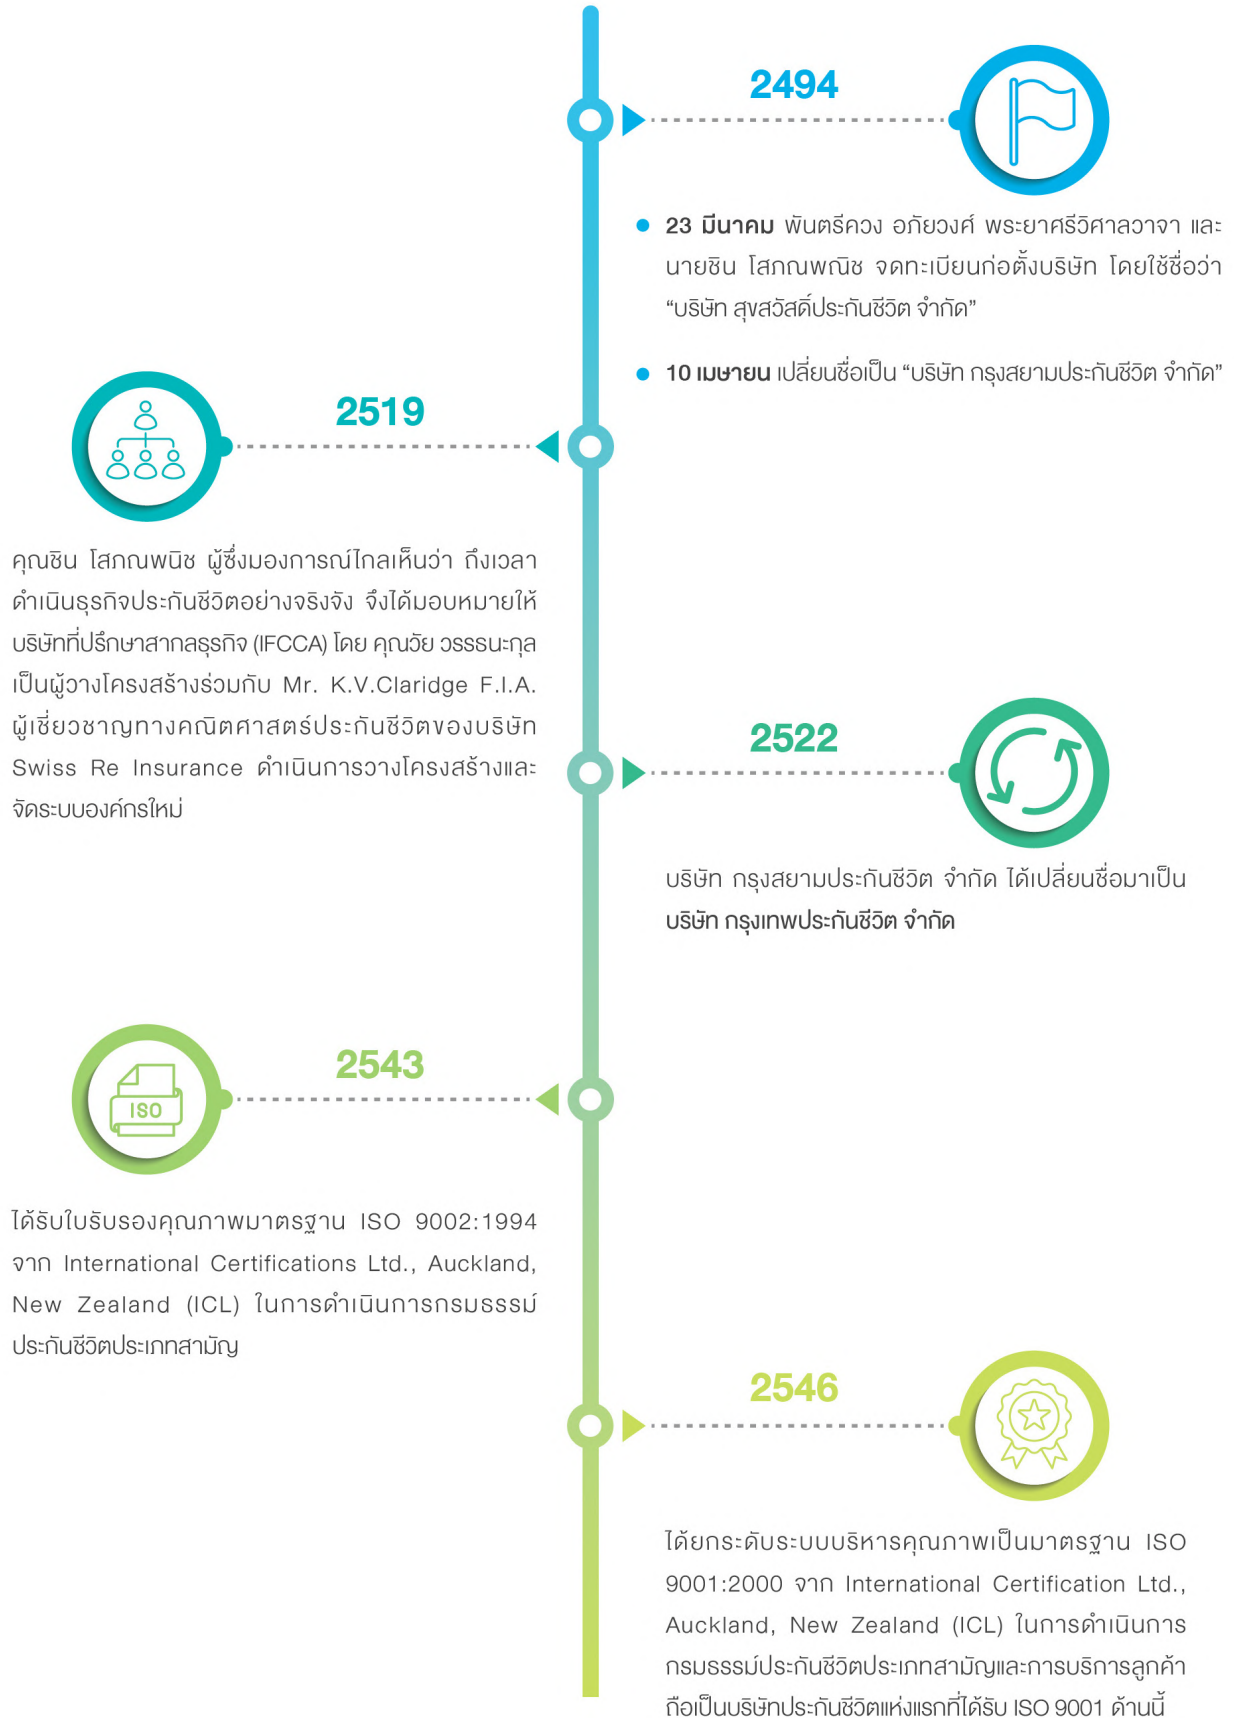 2494
23 มีนาคม พันตรีควง อภัยวงศ์ พระยาศรีวิศาลวาจา และ
นายชิน โสภณพณิช จดทะเบียนก่อตั้งบริษัท โดยใช้ชื่อว่า
“บริษัท สุขสวัสดิ์ประกันชีวิต จำกัด”
10 เมษายน เปลี่ยนชื่อเป็น “บริษัท กรุงสยามประกันชีวิต จำกัด”
2519
คุณชิน โสภณพนิช ผู้ซึ่งมองการณ์ไกลเห็นว่า ถึงเวลา
ดำเนินธุรกิจประกันชีวิตอย่างจริงจัง จึงได้มอบหมายให้
บริษัทที่ปรึกษาสากลธุรกิจ (IFCCA) โดย คุณวัย วรรธนะกุล
เป็นผู้วางโครงสร้างร่วมกับ Mr. K.V.Claridge F.I.A.
ผู้เชี่ยวชาญทางคณิตศาสตร์ประกันชีวิตของบริษัท
Swiss Re Insurance ดำเนินการวางโครงสร้างและ
จัดระบบองค์กรใหม่
2522
บริษัท กรุงสยามประกันชีวิต จำกัด ได้เปลี่ยนชื่อมาเป็น
บริษัท กรุงเทพประกันชีวิต จำกัด
2543
ISO
ได้รับใบรับรองคุณภาพมาตรฐาน ISO 9002:1994
จาก International Certifications Ltd., Auckland,
New Zealand (ICL) ในการดำเนินการกรมธรรม์
ประกันชีวิตประเภทสามัญ
2546
ได้ยกระดับระบบบริหารคุณภาพเป็นมาตรฐาน ISO
9001:2000 จาก International Certification Ltd.,
Auckland, New Zealand (ICL) ในการดำเนินการ
กรมธรรม์ประกันชีวิตประเภทสามัญและการบริการลูกค้า
ถือเป็นบริษัทประกันชีวิตแห่งแรกที่ได้รับ ISO 9001 ด้านนี้